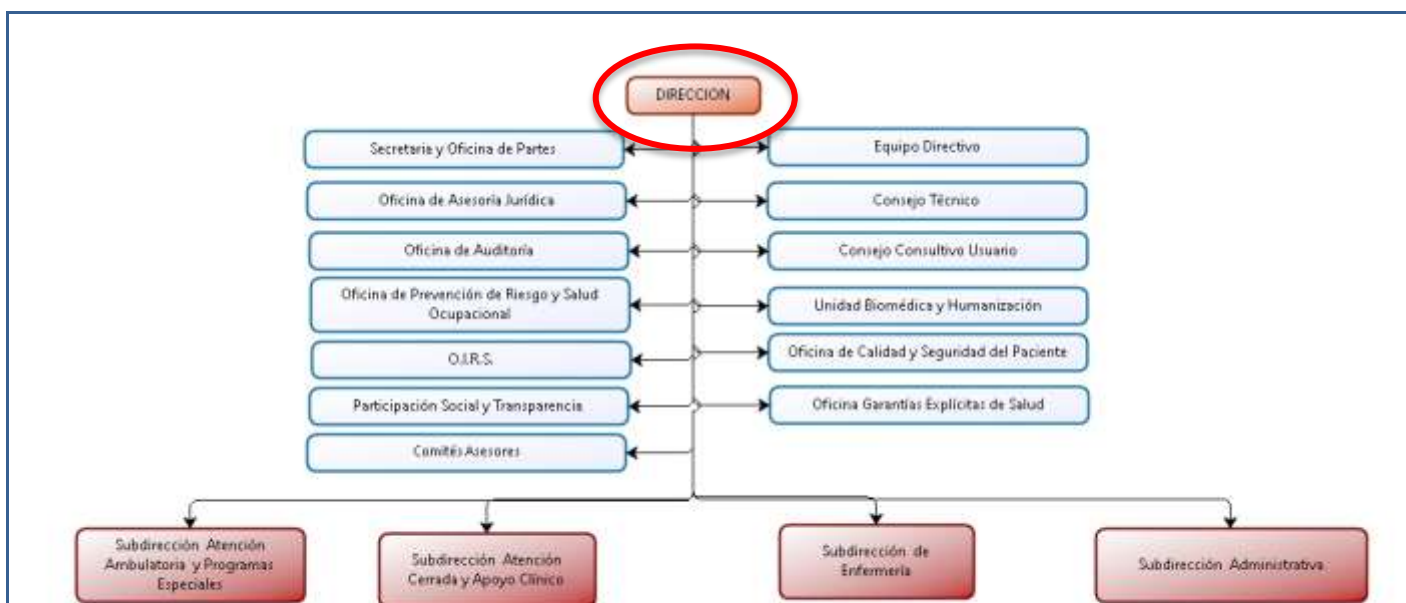 DIRECCION
Secretaria y Oficina de Partes
Equipo Directivo
Oficina de Asesoría Jurídica
Consejo Técnico
Oficina de Auditoría
Consejo Consultivo Usuario
Oficina de Prevención de Riesgo y Salud
Ocupacional
Unidad Biomédica y Humanización
O.I.R.S.
Oficina de Calidad y Seguridad del Paciente
Participación Social y Transparencia
Oficina Garantías Explícitas de Salud
Comités Asesores
Subdirección Atención
Ambulatoria y Programas
Especiales
Subdirección Atención
Cerrada y Apoyo Clínico
Subdirección de
Enfermería
Subdirección Administrativa